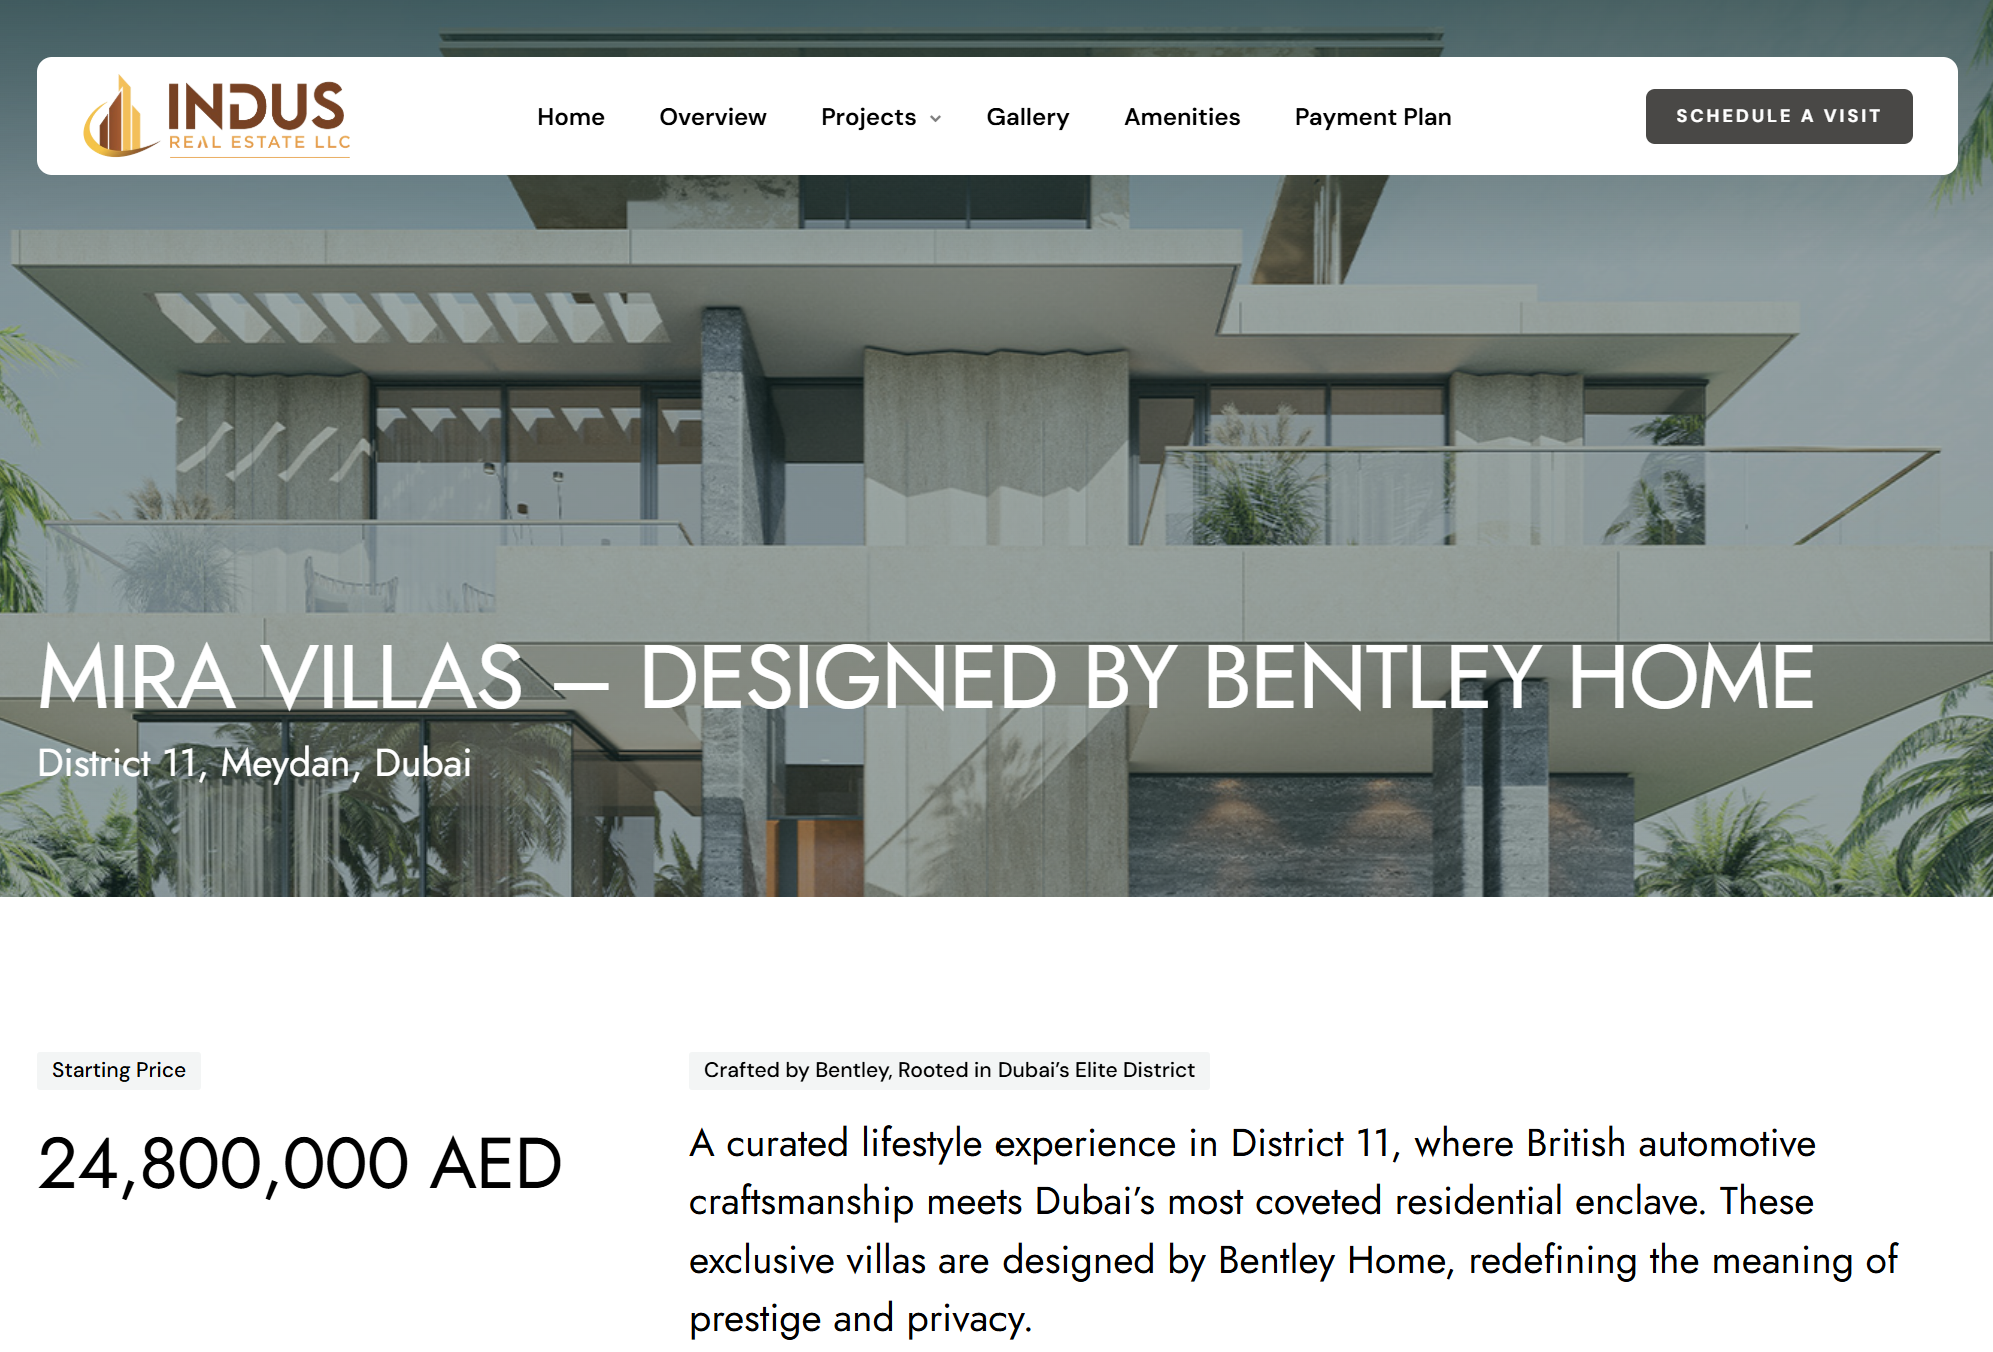 INDUS
REAL ESTATE LLC
Home
Overview
Projects
Gallery
Amenities
Payment Plan
SCHEDULE A VISIT
MIRA VILLAS – DESIGNED BY BENTLEY HOME
District 11, Meydan, Dubai
Starting Price
24,800,000 AED
Crafted by Bentley, Rooted in Dubai’s Elite District
A curated lifestyle experience in District 11, where British automotive
craftsmanship meets Dubai’s most coveted residential enclave. These
exclusive villas are designed by Bentley Home, redefining the meaning of
prestige and privacy.